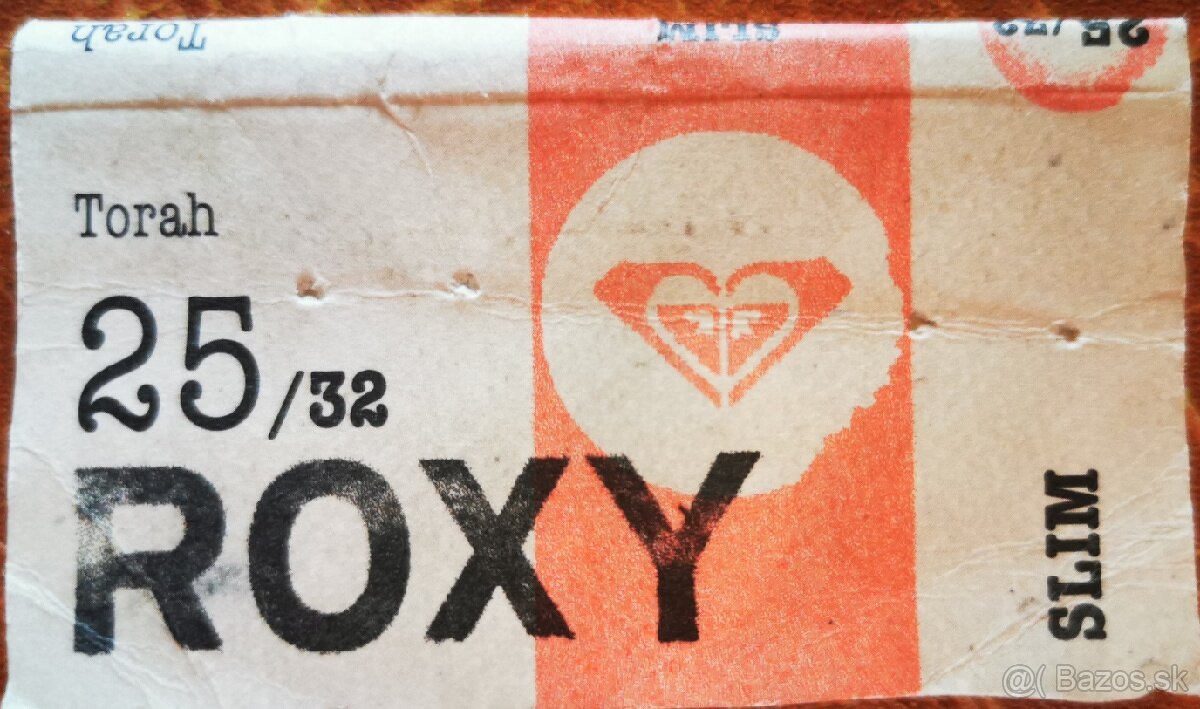 Torah SLIM 25/32
Torah
25/32
ROXY
SLIM
@( Bazos.sk